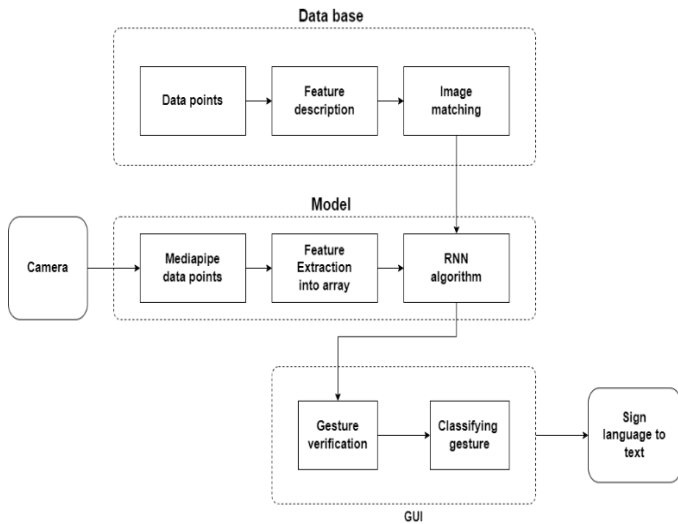 Data base
Data points
Feature
description
Image
matching
Model
Camera
Mediapipe
data points
Feature
Extraction
into array
RNN
algorithm
Gesture
verification
Classifying
gesture
Sign
language to
text
GUI